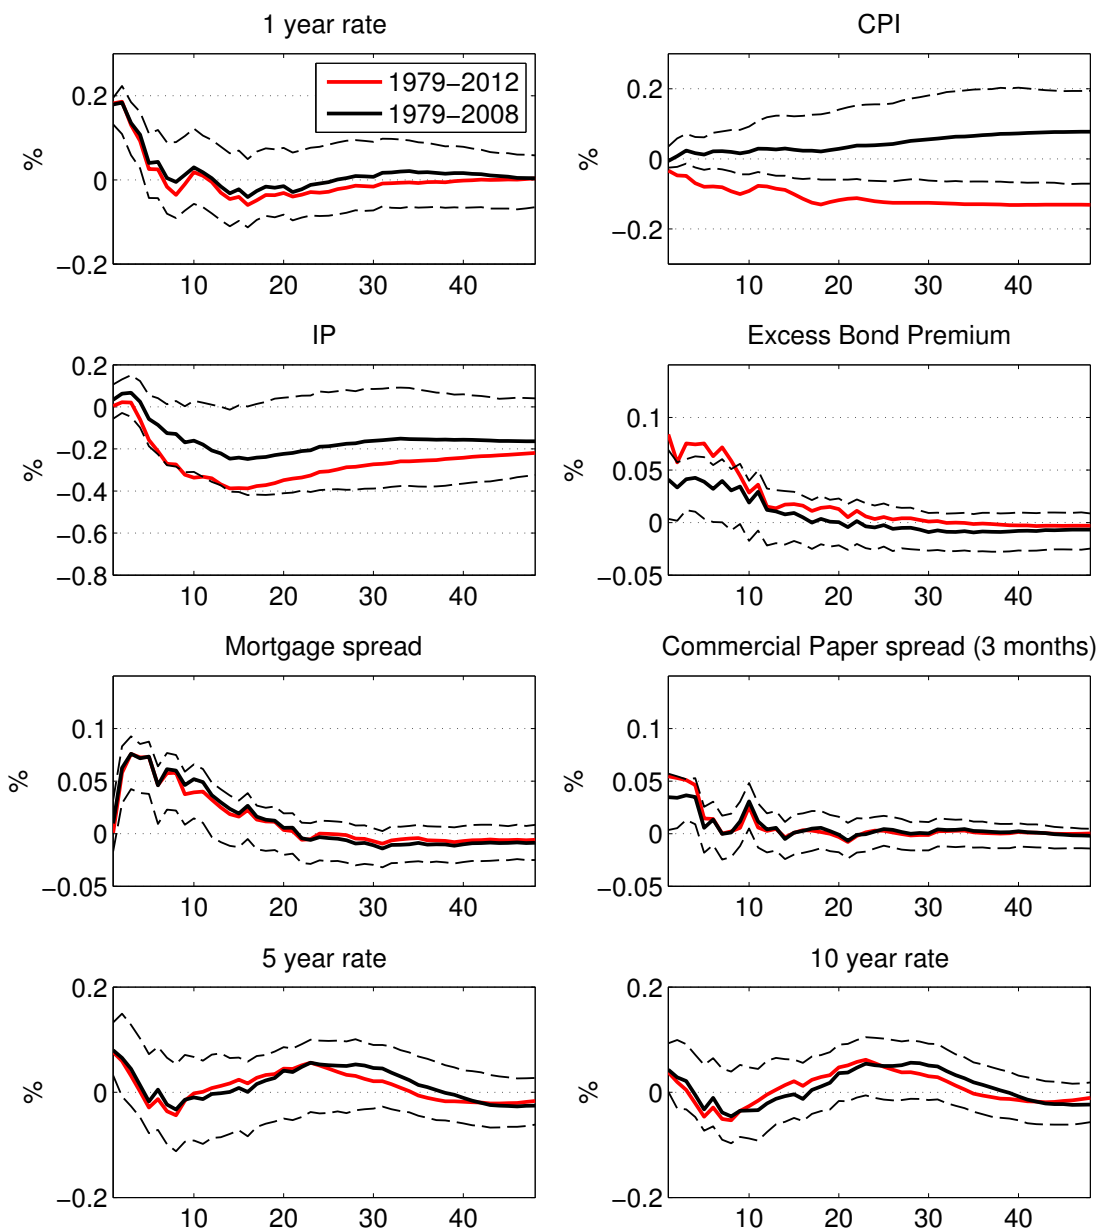 1 year rate
%
0.2
0
−0.2
10 20 30 40
1979−2012
1979−2008
CPI
%
0.2
0
−0.2
10 20 30 40
IP
%
0.2
0
−0.2
−0.4
−0.6
−0.8
10 20 30 40
Excess Bond Premium
%
0.1
0.05
0
−0.05
10 20 30 40
Mortgage spread
%
0.1
0.05
0
−0.05
10 20 30 40
Commercial Paper spread (3 months)
%
0.1
0.05
0
−0.05
10 20 30 40
5 year rate
%
0.2
0
−0.2
10 20 30 40
10 year rate
%
0.2
0
−0.2
10 20 30 40